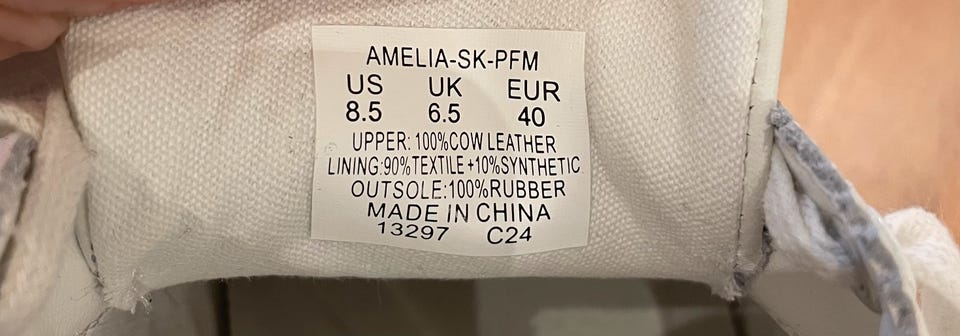 AMELIA-SK-PFM
US UK EUR
8.5 6.5 40
UPPER: 100%COW LEATHER
LINING:90%TEXTILE+10%SYNTHETIC
OUTSOLE:100%RUBBER
MADE IN CHINA
13297 C24